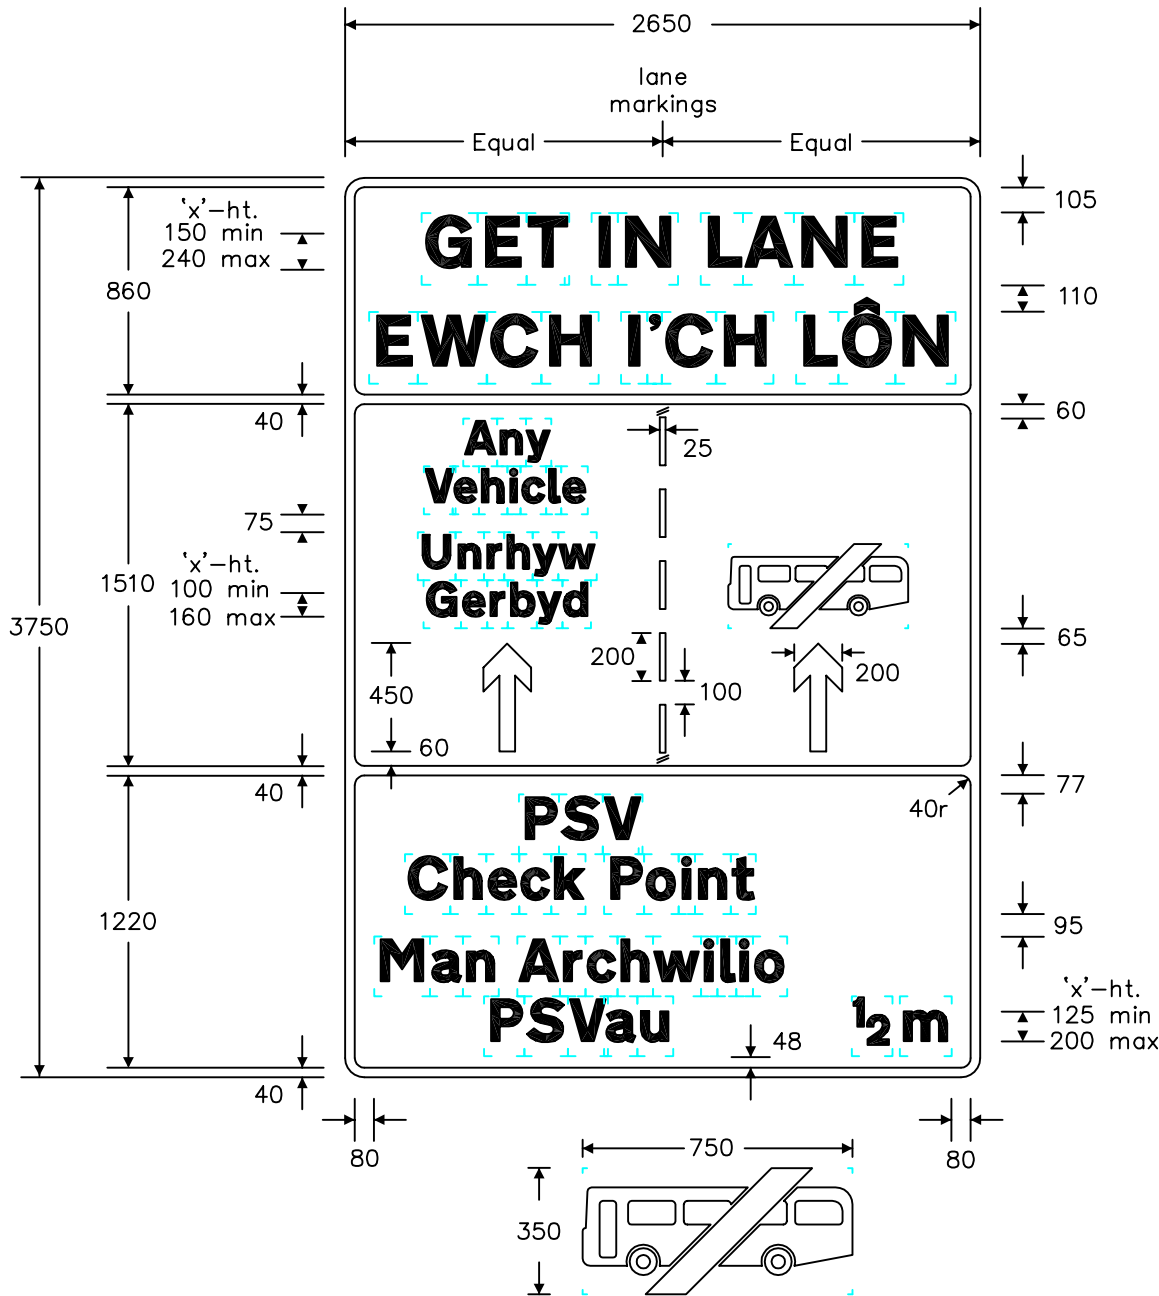 2650
lane
markings
Equal
Equal
'x'-ht.
150 min
240 max
860
GET IN LANE
EWCH I'CH LÔN
105
110
40
60
Any
Vehicle
25
75
Unrhyw
Gerbyd
'x'-ht.
100 min
160 max
1510
3750
65
200
200
450
100
60
40
77
40r
PSV
Check Point
1220
95
Man Archwilio
PSVau
½ m
'x'-ht.
125 min
200 max
48
40
80
80
750
350